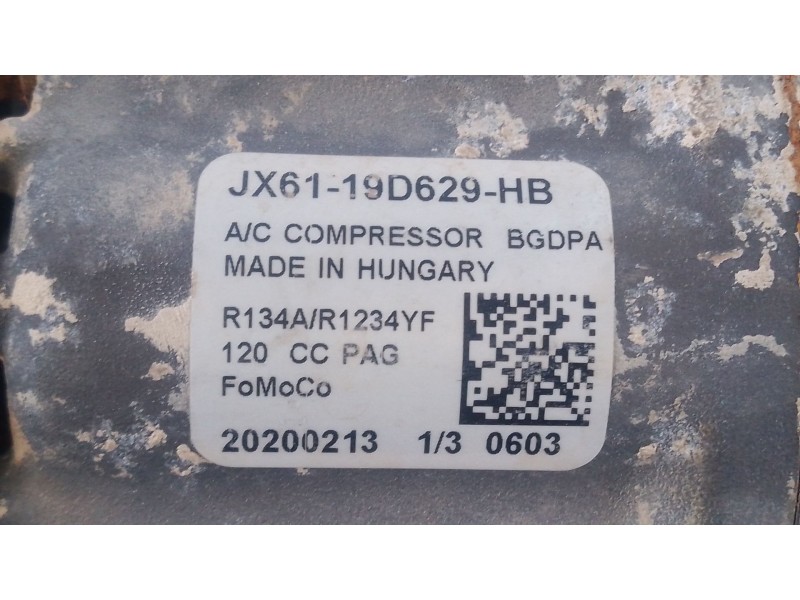 JX61-19D629-HB
A/C COMPRESSOR BGDPA
MADE IN HUNGARY
R134A/R1234YF
120 CC PAG
FoMoCo
20200213 1/3 0603